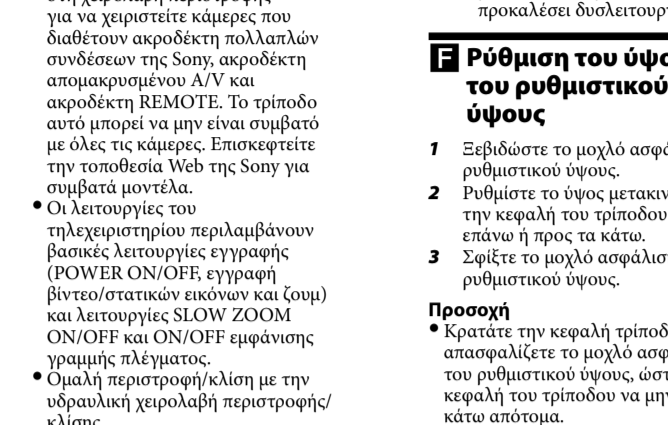 για να χειριστείτε κάμερες που
διαθέτουν ακροδέκτη πολλαπλών
συνδέσεων της Sony, ακροδέκτη
απομακρυσμένου A/V και
ακροδέκτη REMOTE. Το τρίποδο
αυτό μπορεί να μην είναι συμβατό
με όλες τις κάμερες. Επισκεφτείτε
την τοποθεσία Web της Sony για
συμβατά μοντέλα.
● Οι λειτουργίες του
τηλεχειριστηρίου περιλαμβάνουν
βασικές λειτουργίες εγγραφής
(POWER ON/OFF, εγγραφή
βίντεο/στατικών εικόνων και ζουμ)
και λειτουργίες SLOW ZOOM
ON/OFF και ON/OFF εμφάνισης
γραμμής πλέγματος.
● Ομαλή περιστροφή/κλίση με την
υδραυλική χειρολαβή περιστροφής/
κλίσης
προκαλέσει δυσλειτουρ
F Ρύθμιση του ύψο
του ρυθμιστικού
ύψους
1 Ξεβιδώστε το μοχλό ασφά
ρυθμιστικού ύψους.
2 Ρυθμίστε το ύψος μετακιν
την κεφαλή του τρίποδου
επάνω ή προς τα κάτω.
3 Σφίξτε το μοχλό ασφάλισ
ρυθμιστικού ύψους.
Προσοχή
● Κρατάτε την κεφαλή τρίποδ
απασφαλίζετε το μοχλό ασφ
του ρυθμιστικού ύψους, ώστ
κεφαλή του τρίποδου να μην
κάτω απότομα.